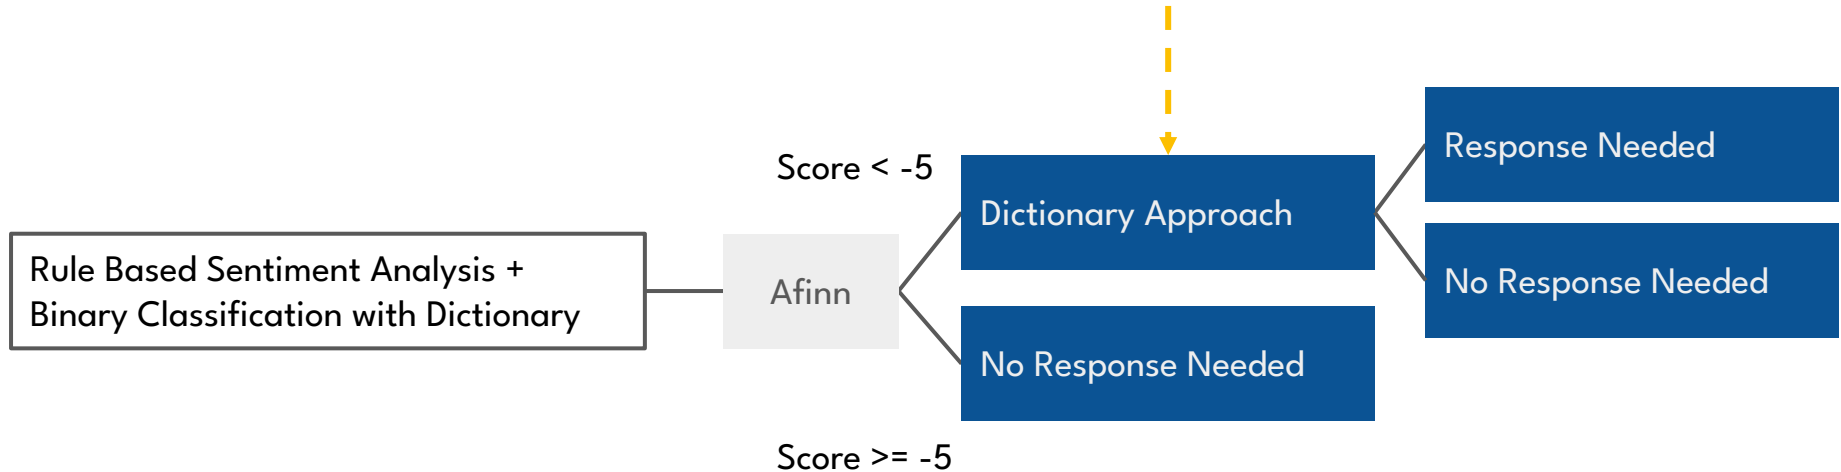 Rule Based Sentiment Analysis +
Binary Classification with Dictionary
Afinn
Score < -5
Dictionary Approach
Response Needed
No Response Needed
No Response Needed
Score >= -5